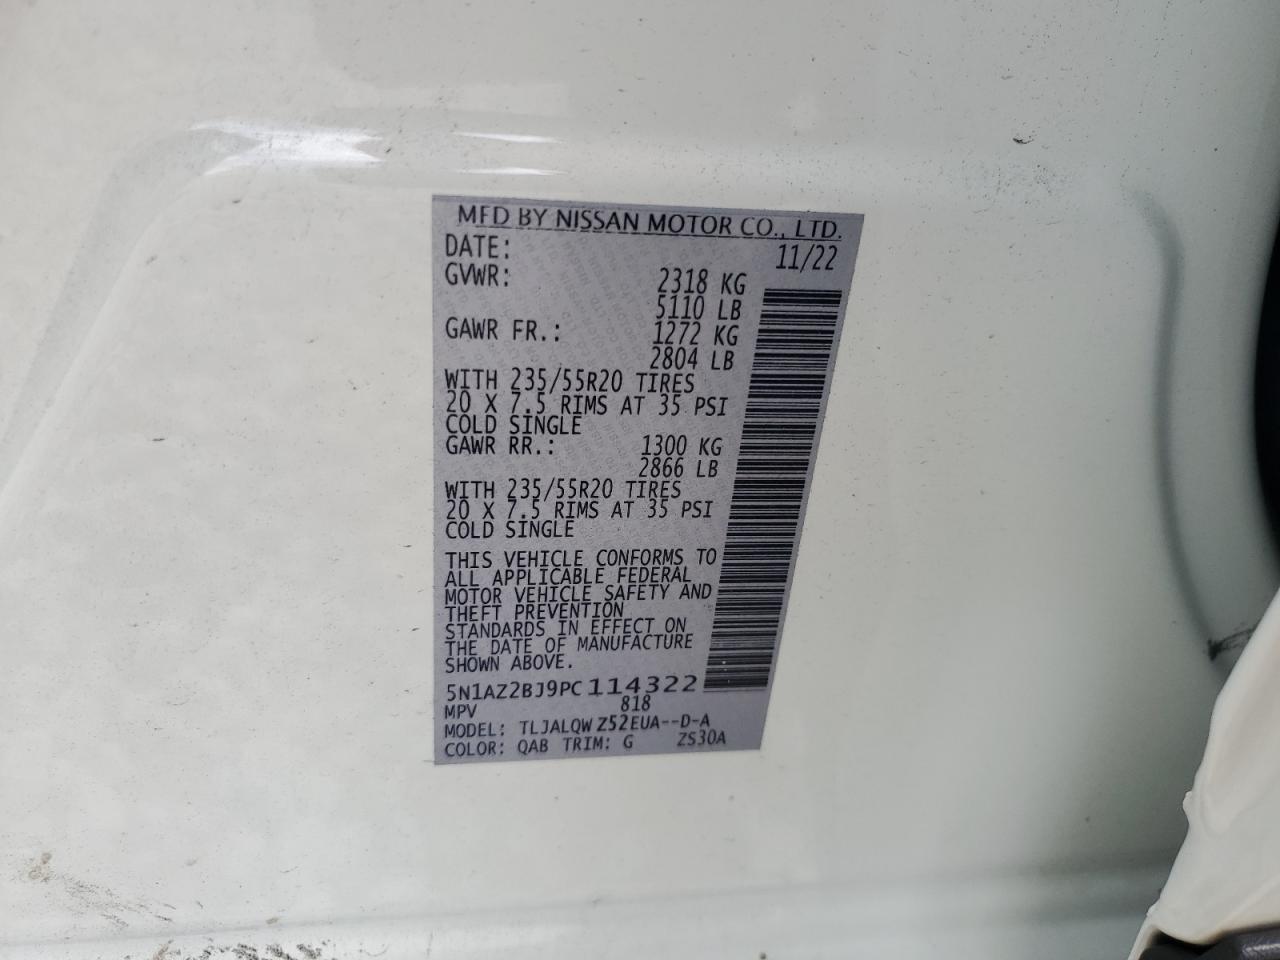 MFD BY NISSAN MOTOR CO., LTD.
DATE: 11/22
GVWR: 2318 KG
5110 LB
GAWR FR.: 1272 KG
2804 LB
WITH 235/55R20 TIRES
20 X 7.5 RIMS AT 35 PSI
COLD SINGLE
GAWR RR.: 1300 KG
2866 LB
WITH 235/55R20 TIRES
20 X 7.5 RIMS AT 35 PSI
COLD SINGLE
THIS VEHICLE CONFORMS TO
ALL APPLICABLE FEDERAL
MOTOR VEHICLE SAFETY AND
THEFT PREVENTION
STANDARDS IN EFFECT ON
THE DATE OF MANUFACTURE
SHOWN ABOVE.
5N1AZ2BJ9PC114322
MPV 818
MODEL: TLJALQW Z52EUA--D-A
COLOR: QAB TRIM: G ZS30A